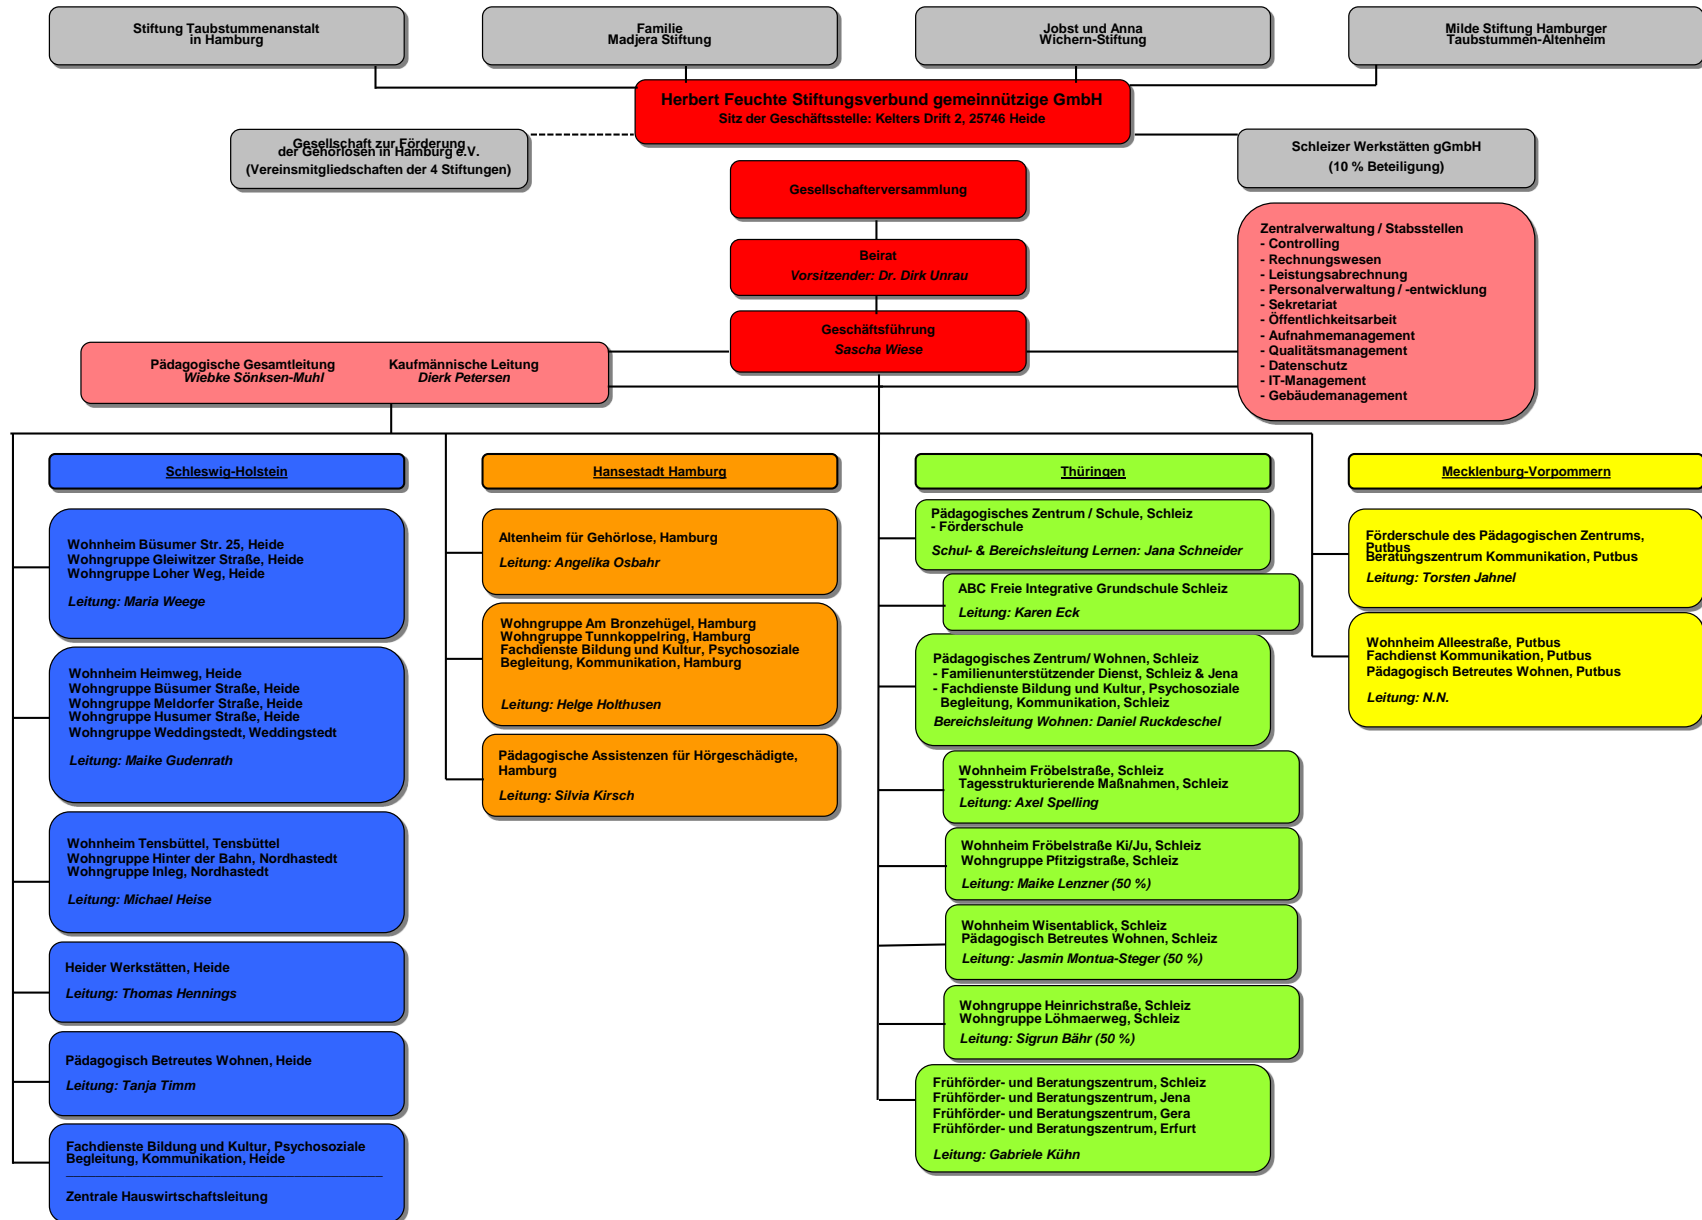 Stiftung Taubstummenanstalt
in Hamburg
Familie
Madjera Stiftung
Jobst und Anna
Wichern-Stiftung
Milde Stiftung Hamburger
Taubstummen-Altenheim
Herbert Feuchte Stiftungsverbund gemeinnützige GmbH
Sitz der Geschäftsstelle: Kelters Drift 2, 25746 Heide
Gesellschaft zur Förderung
der Gehörlosen in Hamburg e.V.
(Vereinsmitgliedschaften der 4 Stiftungen)
Schleizer Werkstätten gGmbH
(10 % Beteiligung)
Gesellschafterversammlung
Beirat
Vorsitzender: Dr. Dirk Unrau
Geschäftsführung
Sascha Wiese
Zentralverwaltung / Stabsstellen
- Controlling
- Rechnungswesen
- Leistungsabrechnung
- Personalverwaltung / -entwicklung
- Sekretariat
- Öffentlichkeitsarbeit
- Aufnahmemanagement
- Qualitätsmanagement
- Datenschutz
- IT-Management
- Gebäudemanagement
Pädagogische Gesamtleitung
Wiebke Sönksen-Muhl
Kaufmännische Leitung
Dierk Petersen
Schleswig-Holstein
Wohnheim Büsumer Str. 25, Heide
Wohngruppe Gleiwitzer Straße, Heide
Wohngruppe Loher Weg, Heide
Leitung: Maria Weege
Wohnheim Heimweg, Heide
Wohngruppe Büsumer Straße, Heide
Wohngruppe Meldorfer Straße, Heide
Wohngruppe Husumer Straße, Heide
Wohngruppe Weddingstedt, Weddingstedt
Leitung: Maike Gudenrath
Wohnheim Tensbüttel, Tensbüttel
Wohngruppe Hinter der Bahn, Nordhastedt
Wohngruppe Inleg, Nordhastedt
Leitung: Michael Heise
Heider Werkstätten, Heide
Leitung: Thomas Hennings
Pädagogisch Betreutes Wohnen, Heide
Leitung: Tanja Timm
Fachdienste Bildung und Kultur, Psychosoziale
Begleitung, Kommunikation, Heide
Zentrale Hauswirtschaftsleitung
Hansestadt Hamburg
Altenheim für Gehörlose, Hamburg
Leitung: Angelika Osbahr
Wohngruppe Am Bronzehügel, Hamburg
Wohngruppe Tunnkoppelring, Hamburg
Fachdienste Bildung und Kultur, Psychosoziale
Begleitung, Kommunikation, Hamburg
Leitung: Helge Holthusen
Pädagogische Assistenzen für Hörgeschädigte,
Hamburg
Leitung: Silvia Kirsch
Thüringen
Pädagogisches Zentrum / Schule, Schleiz
- Förderschule
Schul- & Bereichsleitung Lernen: Jana Schneider
ABC Freie Integrative Grundschule Schleiz
Leitung: Karen Eck
Pädagogisches Zentrum/ Wohnen, Schleiz
- Familienunterstützender Dienst, Schleiz & Jena
- Fachdienste Bildung und Kultur, Psychosoziale
Begleitung, Kommunikation, Schleiz
Bereichsleitung Wohnen: Daniel Ruckdeschel
Wohnheim Fröbelstraße, Schleiz
Tagesstrukturierende Maßnahmen, Schleiz
Leitung: Axel Spelling
Wohnheim Fröbelstraße Ki/Ju, Schleiz
Wohngruppe Pfitzigstraße, Schleiz
Leitung: Maike Lenzner (50 %)
Wohnheim Wisentablick, Schleiz
Pädagogisch Betreutes Wohnen, Schleiz
Leitung: Jasmin Montua-Steger (50 %)
Wohngruppe Heinrichstraße, Schleiz
Wohngruppe Löhmaerweg, Schleiz
Leitung: Sigrun Bähr (50 %)
Frühförder- und Beratungszentrum, Schleiz
Frühförder- und Beratungszentrum, Jena
Frühförder- und Beratungszentrum, Gera
Frühförder- und Beratungszentrum, Erfurt
Leitung: Gabriele Kühn
Mecklenburg-Vorpommern
Förderschule des Pädagogischen Zentrums,
Putbus
Beratungszentrum Kommunikation, Putbus
Leitung: Torsten Jahnel
Wohnheim Alleestraße, Putbus
Fachdienst Kommunikation, Putbus
Pädagogisch Betreutes Wohnen, Putbus
Leitung: N.N.